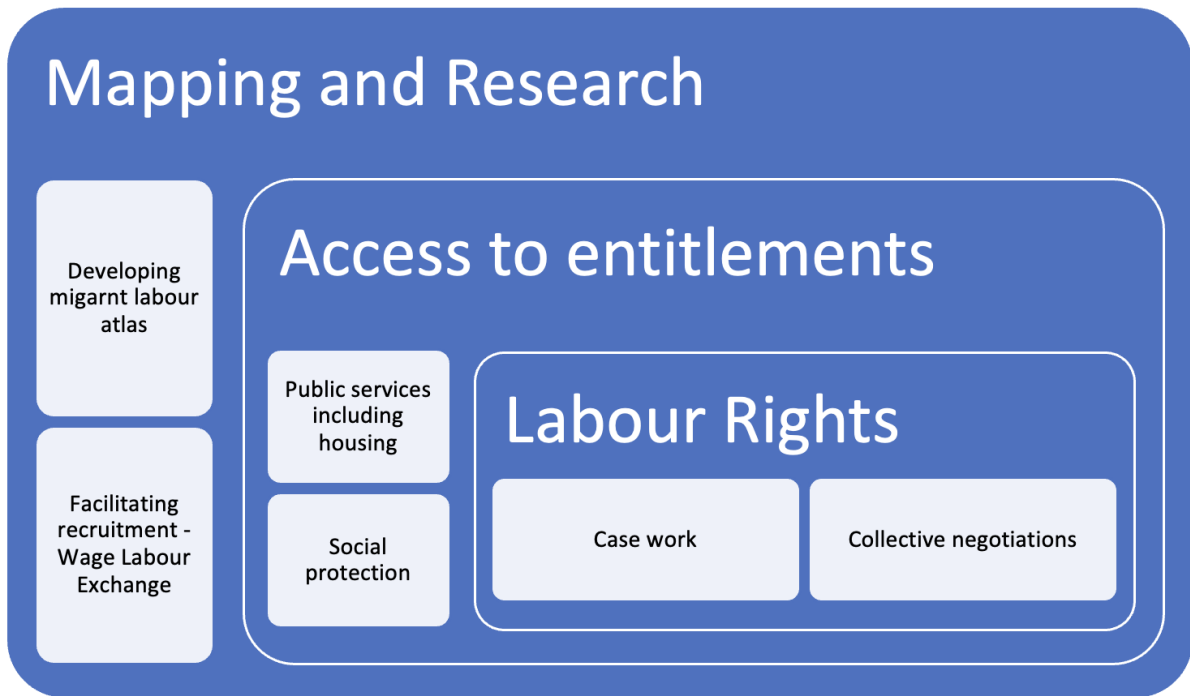 Mapping and Research
Developing
migarnt labour
atlas
Facilitating
recruitment -
Wage Labour
Exchange
Access to entitlements
Public services
including
housing
Social
protection
Labour Rights
Case work
Collective negotiations